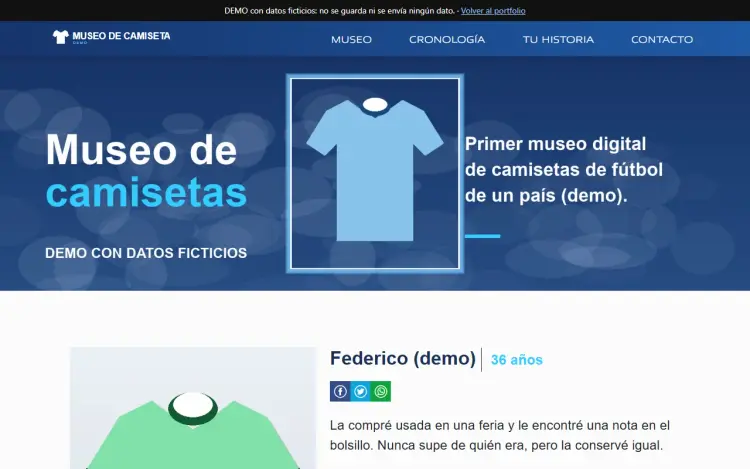 DEMO con datos ficticios: no se guarda ni se envía ningún dato. · Volver al portfolio
MUSEO DE CAMISETA
DEMO
MUSEO
CRONOLOGÍA
TU HISTORIA
CONTACTO
Museo de
camisetas
DEMO CON DATOS FICTICIOS
Primer museo digital
de camisetas de fútbol
de un país (demo).
Federico (demo)
36 años
La compré usada en una feria y le encontré una nota en el
bolsillo. Nunca supe de quién era, pero la conservé igual.